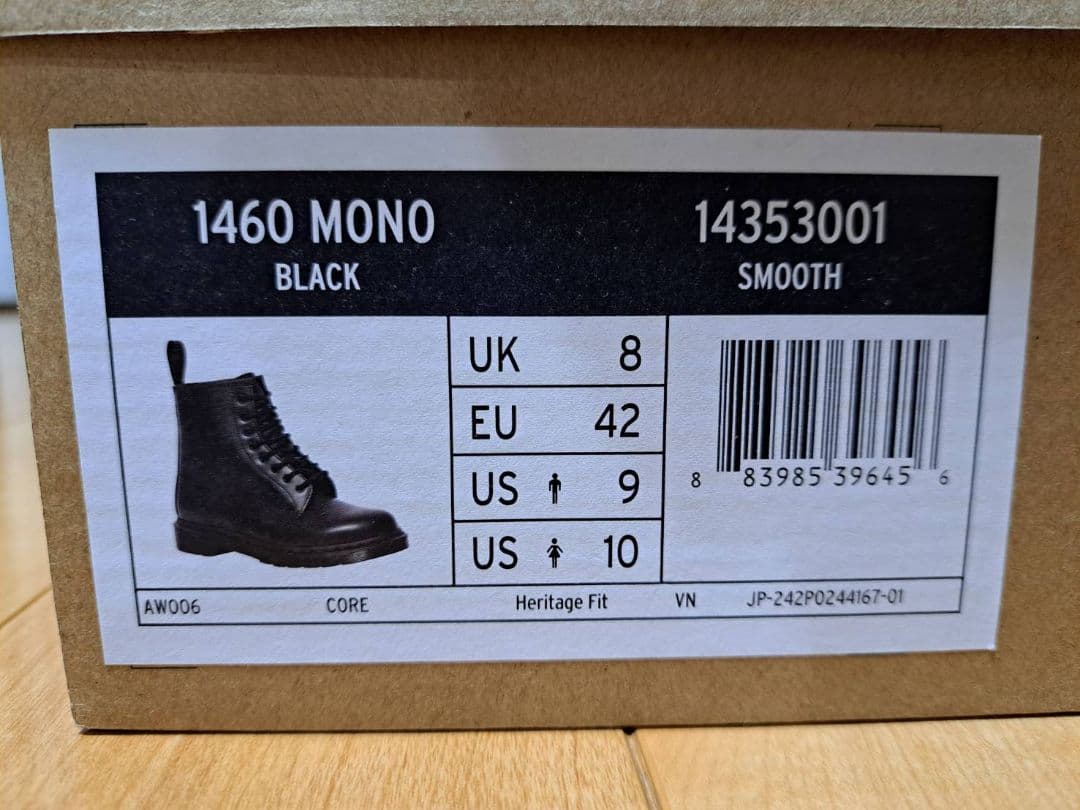 1460 MONO
BLACK
14353001
SMOOTH
UK 8
EU 42
US 9
US 10
8 83985 39645 6
AW006 CORE Heritage Fit VN JP-242P0244167-01